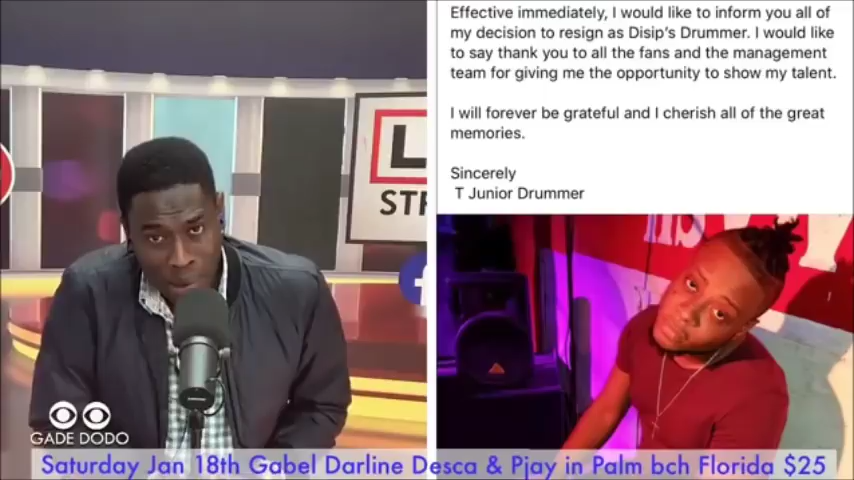 Effective immediately, I would like to inform you all of
my decision to resign as Disip's Drummer. I would like
to say thank you to all the fans and the management
team for giving me the opportunity to show my talent.
I will forever be grateful and I cherish all of the great
memories.
Sincerely
T Junior Drummer
L
STR
f
GADE DODO
Saturday Jan 18th Gabel Darline Desca & Pjay in Palm bch Florida $25